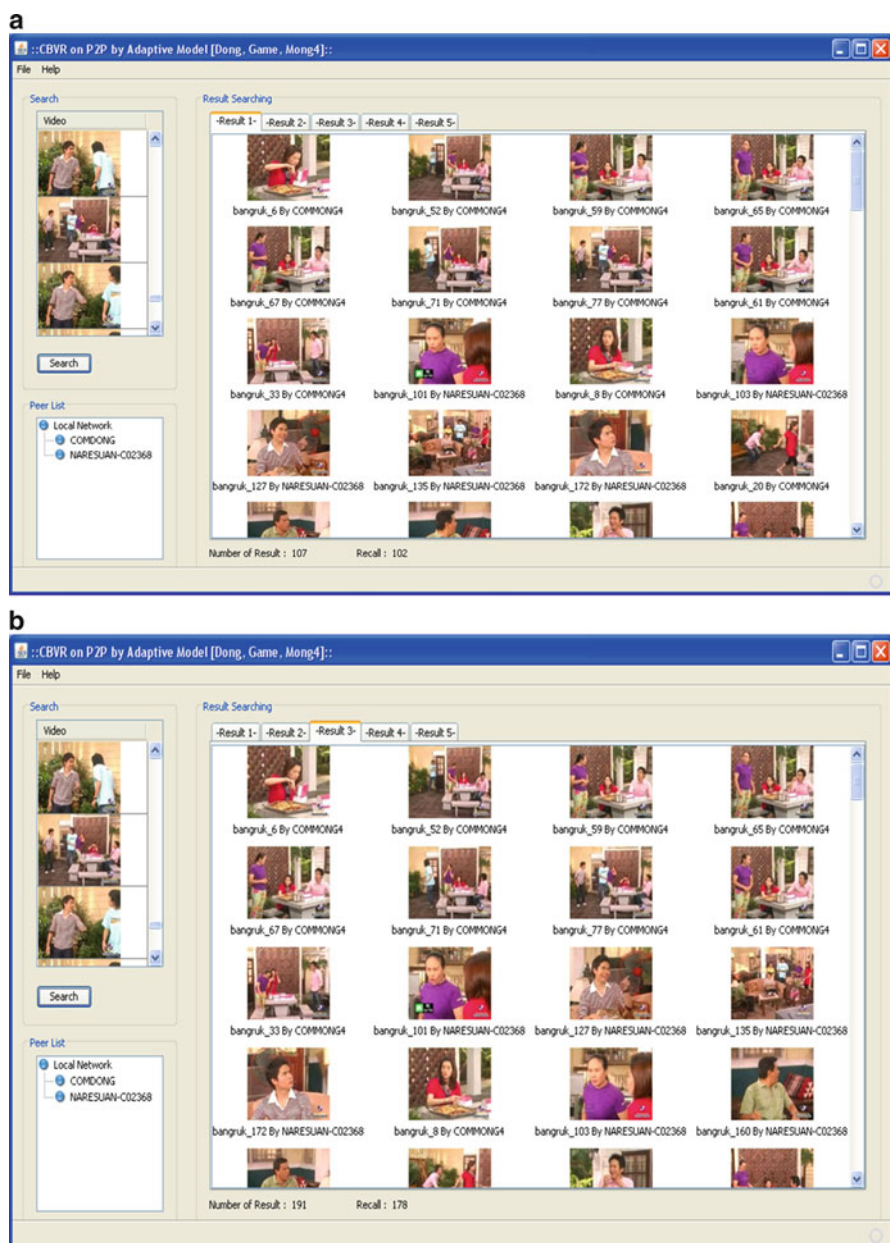 a
::CBVR on P2P by Adaptive Model [Dong, Game, Mong4]::
File Help
Search
Video
Search
Peer List
Local Network
COMDONG
NARESUAN-C02368
Result Searching
-Result 1- -Result 2- -Result 3- -Result 4- -Result 5-
bangruk_6 By COMMONG4 bangruk_52 By COMMONG4 bangruk_59 By COMMONG4 bangruk_65 By COMMONG4
bangruk_67 By COMMONG4 bangruk_71 By COMMONG4 bangruk_77 By COMMONG4 bangruk_61 By COMMONG4
bangruk_33 By COMMONG4 bangruk_101 By NARESUAN-C02368 bangruk_8 By COMMONG4 bangruk_103 By NARESUAN-C02368
bangruk_127 By NARESUAN-C02368 bangruk_135 By NARESUAN-C02368 bangruk_172 By NARESUAN-C02368 bangruk_20 By COMMONG4
Number of Result : 107 Recall : 102
b
::CBVR on P2P by Adaptive Model [Dong, Game, Mong4]::
File Help
Search
Video
Search
Peer List
Local Network
COMDONG
NARESUAN-C02368
Result Searching
-Result 1- -Result 2- -Result 3- -Result 4- -Result 5-
bangruk_6 By COMMONG4 bangruk_52 By COMMONG4 bangruk_59 By COMMONG4 bangruk_65 By COMMONG4
bangruk_67 By COMMONG4 bangruk_71 By COMMONG4 bangruk_77 By COMMONG4 bangruk_61 By COMMONG4
bangruk_33 By COMMONG4 bangruk_101 By NARESUAN-C02368 bangruk_127 By NARESUAN-C02368 bangruk_135 By NARESUAN-C02368
bangruk_172 By NARESUAN-C02368 bangruk_8 By COMMONG4 bangruk_103 By NARESUAN-C02368 bangruk_160 By NARESUAN-C02368
Number of Result : 191 Recall : 178